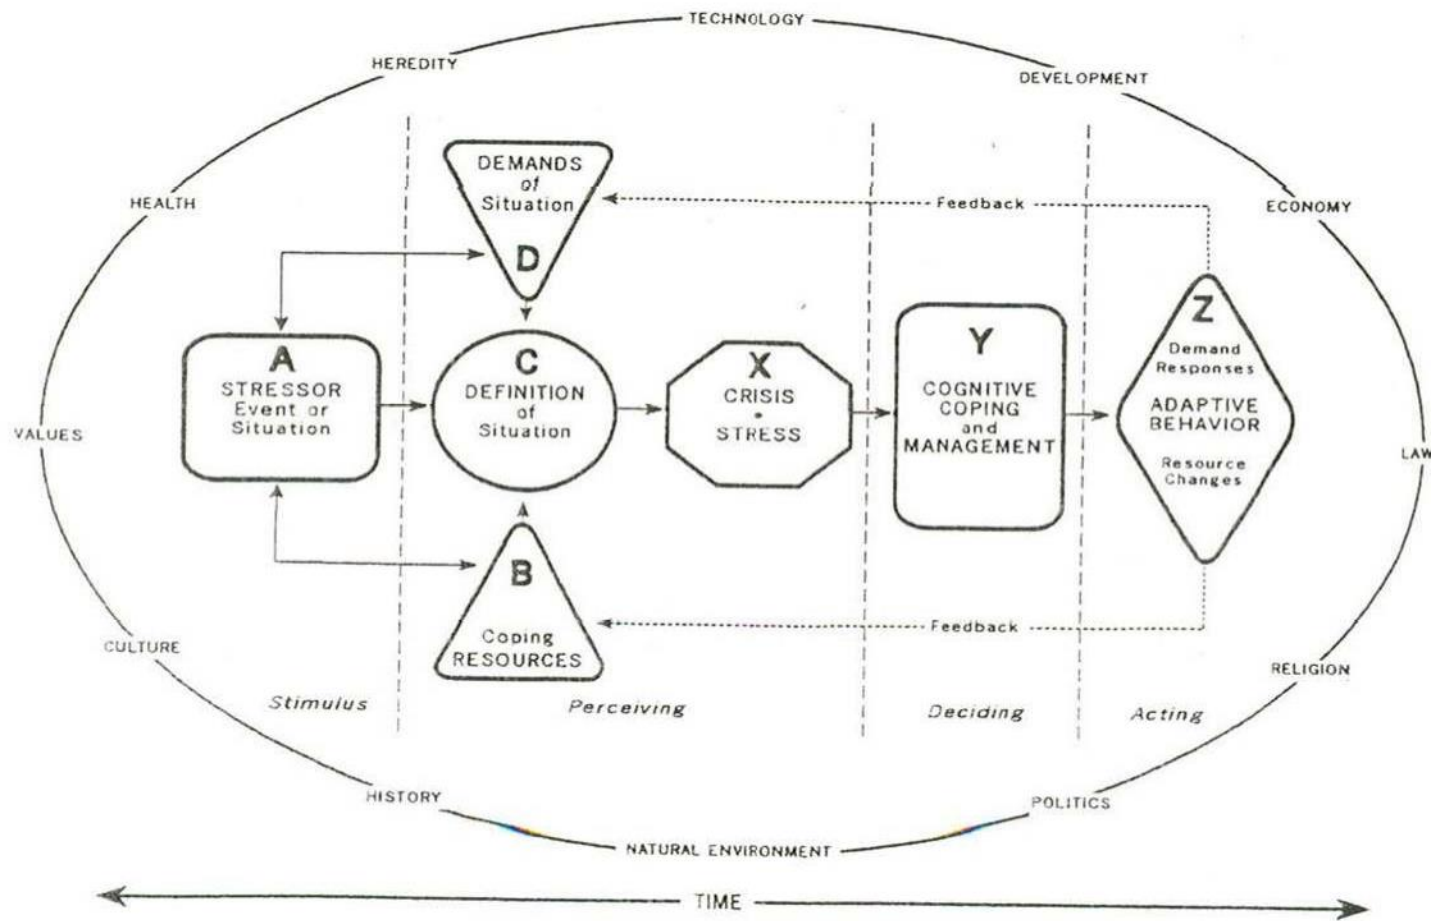 TECHNOLOGY
HEREDITY
DEVELOPMENT
HEALTH
ECONOMY
VALUES
LAW
CULTURE
RELIGION
HISTORY
POLITICS
NATURAL ENVIRONMENT
DEMANDS
of
Situation
D
Feedback
A
STRESSOR
Event or
Situation
C
DEFINITION
of
Situation
X
CRISIS
•
STRESS
Y
COGNITIVE
COPING
and
MANAGEMENT
Z
Demand
Responses
ADAPTIVE
BEHAVIOR
Resource
Changes
B
Coping
RESOURCES
Feedback
Stimulus
Perceiving
Deciding
Acting
TIME